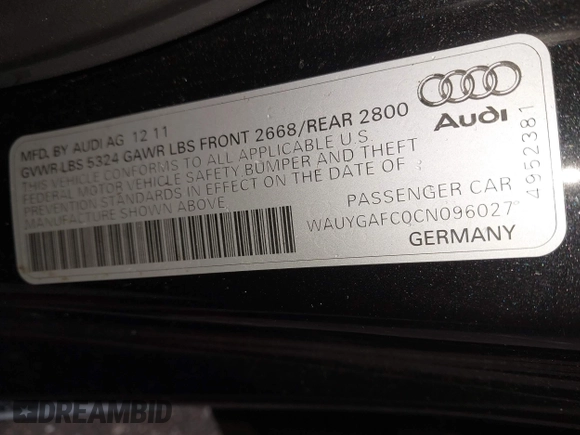 MFD. BY AUDI AG 12 11
GVWR-LBS 5324 GAWR LBS FRONT 2668/REAR 2800
THIS VEHICLE CONFORMS TO ALL APPLICABLE U.S.
FEDERAL MOTOR VEHICLE SAFETY BUMPER AND THEFT
PREVENTION STANDARDS IN EFFECT ON THE DATE OF
MANUFACTURE SHOWN ABOVE
Audi
4952381
PASSENGER CAR
WAUYGAFC0CN096027
GERMANY
DREAMBID